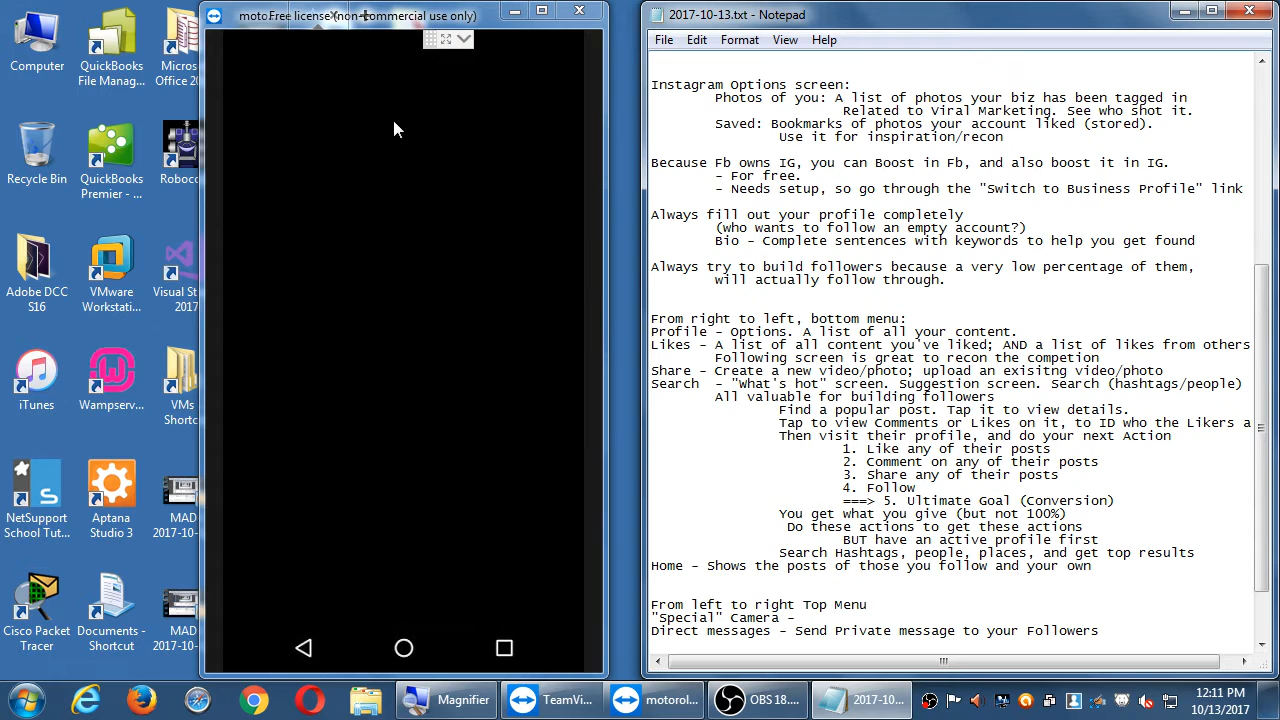 Computer
QuickBooks
File Manag...
Micros
Office 20
Recycle Bin
QuickBooks
Premier - ...
Roboco
Adobe DCC
S16
VMware
Workstati...
Visual St
2017
iTunes
Wampserv...
VMs
Shortc
NetSupport
School Tut...
Aptana
Studio 3
MAD
2017-10-
Cisco Packet
Tracer
Documents -
Shortcut
MAD
2017-10-
Free license (non-commercial use only)
2017-10-13.txt - Notepad
File Edit Format View Help
Instagram Options screen:
Photos of you: A list of photos your biz has been tagged in
Related to Viral Marketing. See who shot it.
Saved: Bookmarks of photos your account liked (stored).
Use it for inspiration/recon
Because Fb owns IG, you can Boost in Fb, and also boost it in IG.
- For free.
- Needs setup, so go through the "Switch to Business Profile" link
Always fill out your profile completely
(who wants to follow an empty account?)
Bio - Complete sentences with keywords to help you get found
Always try to build followers because a very low percentage of them,
will actually follow through.
From right to left, bottom menu:
Profile - Options. A list of all your content.
Likes - A list of all content you've liked; AND a list of likes from others
Following screen is great to recon the competion
Share - Create a new video/photo; upload an exisitng video/photo
Search - "What's hot" screen. Suggestion screen. Search (hashtags/people)
All valuable for building followers
Find a popular post. Tap it to view details.
Tap to view Comments or Likes on it, to ID who the Likers a
Then visit their profile, and do your next Action
1. Like any of their posts
2. Comment on any of their posts
3. Share any of their posts
4. Follow
===> 5. Ultimate Goal (Conversion)
You get what you give (but not 100%)
Do these actions to get these actions
BUT have an active profile first
Search Hashtags, people, places, and get top results
Home - Shows the posts of those you follow and your own
From left to right Top Menu
"Special" Camera -
Direct messages - Send Private message to your Followers
Magnifier
TeamVi...
motorol...
OBS 18....
2017-10...
12:11 PM
10/13/2017